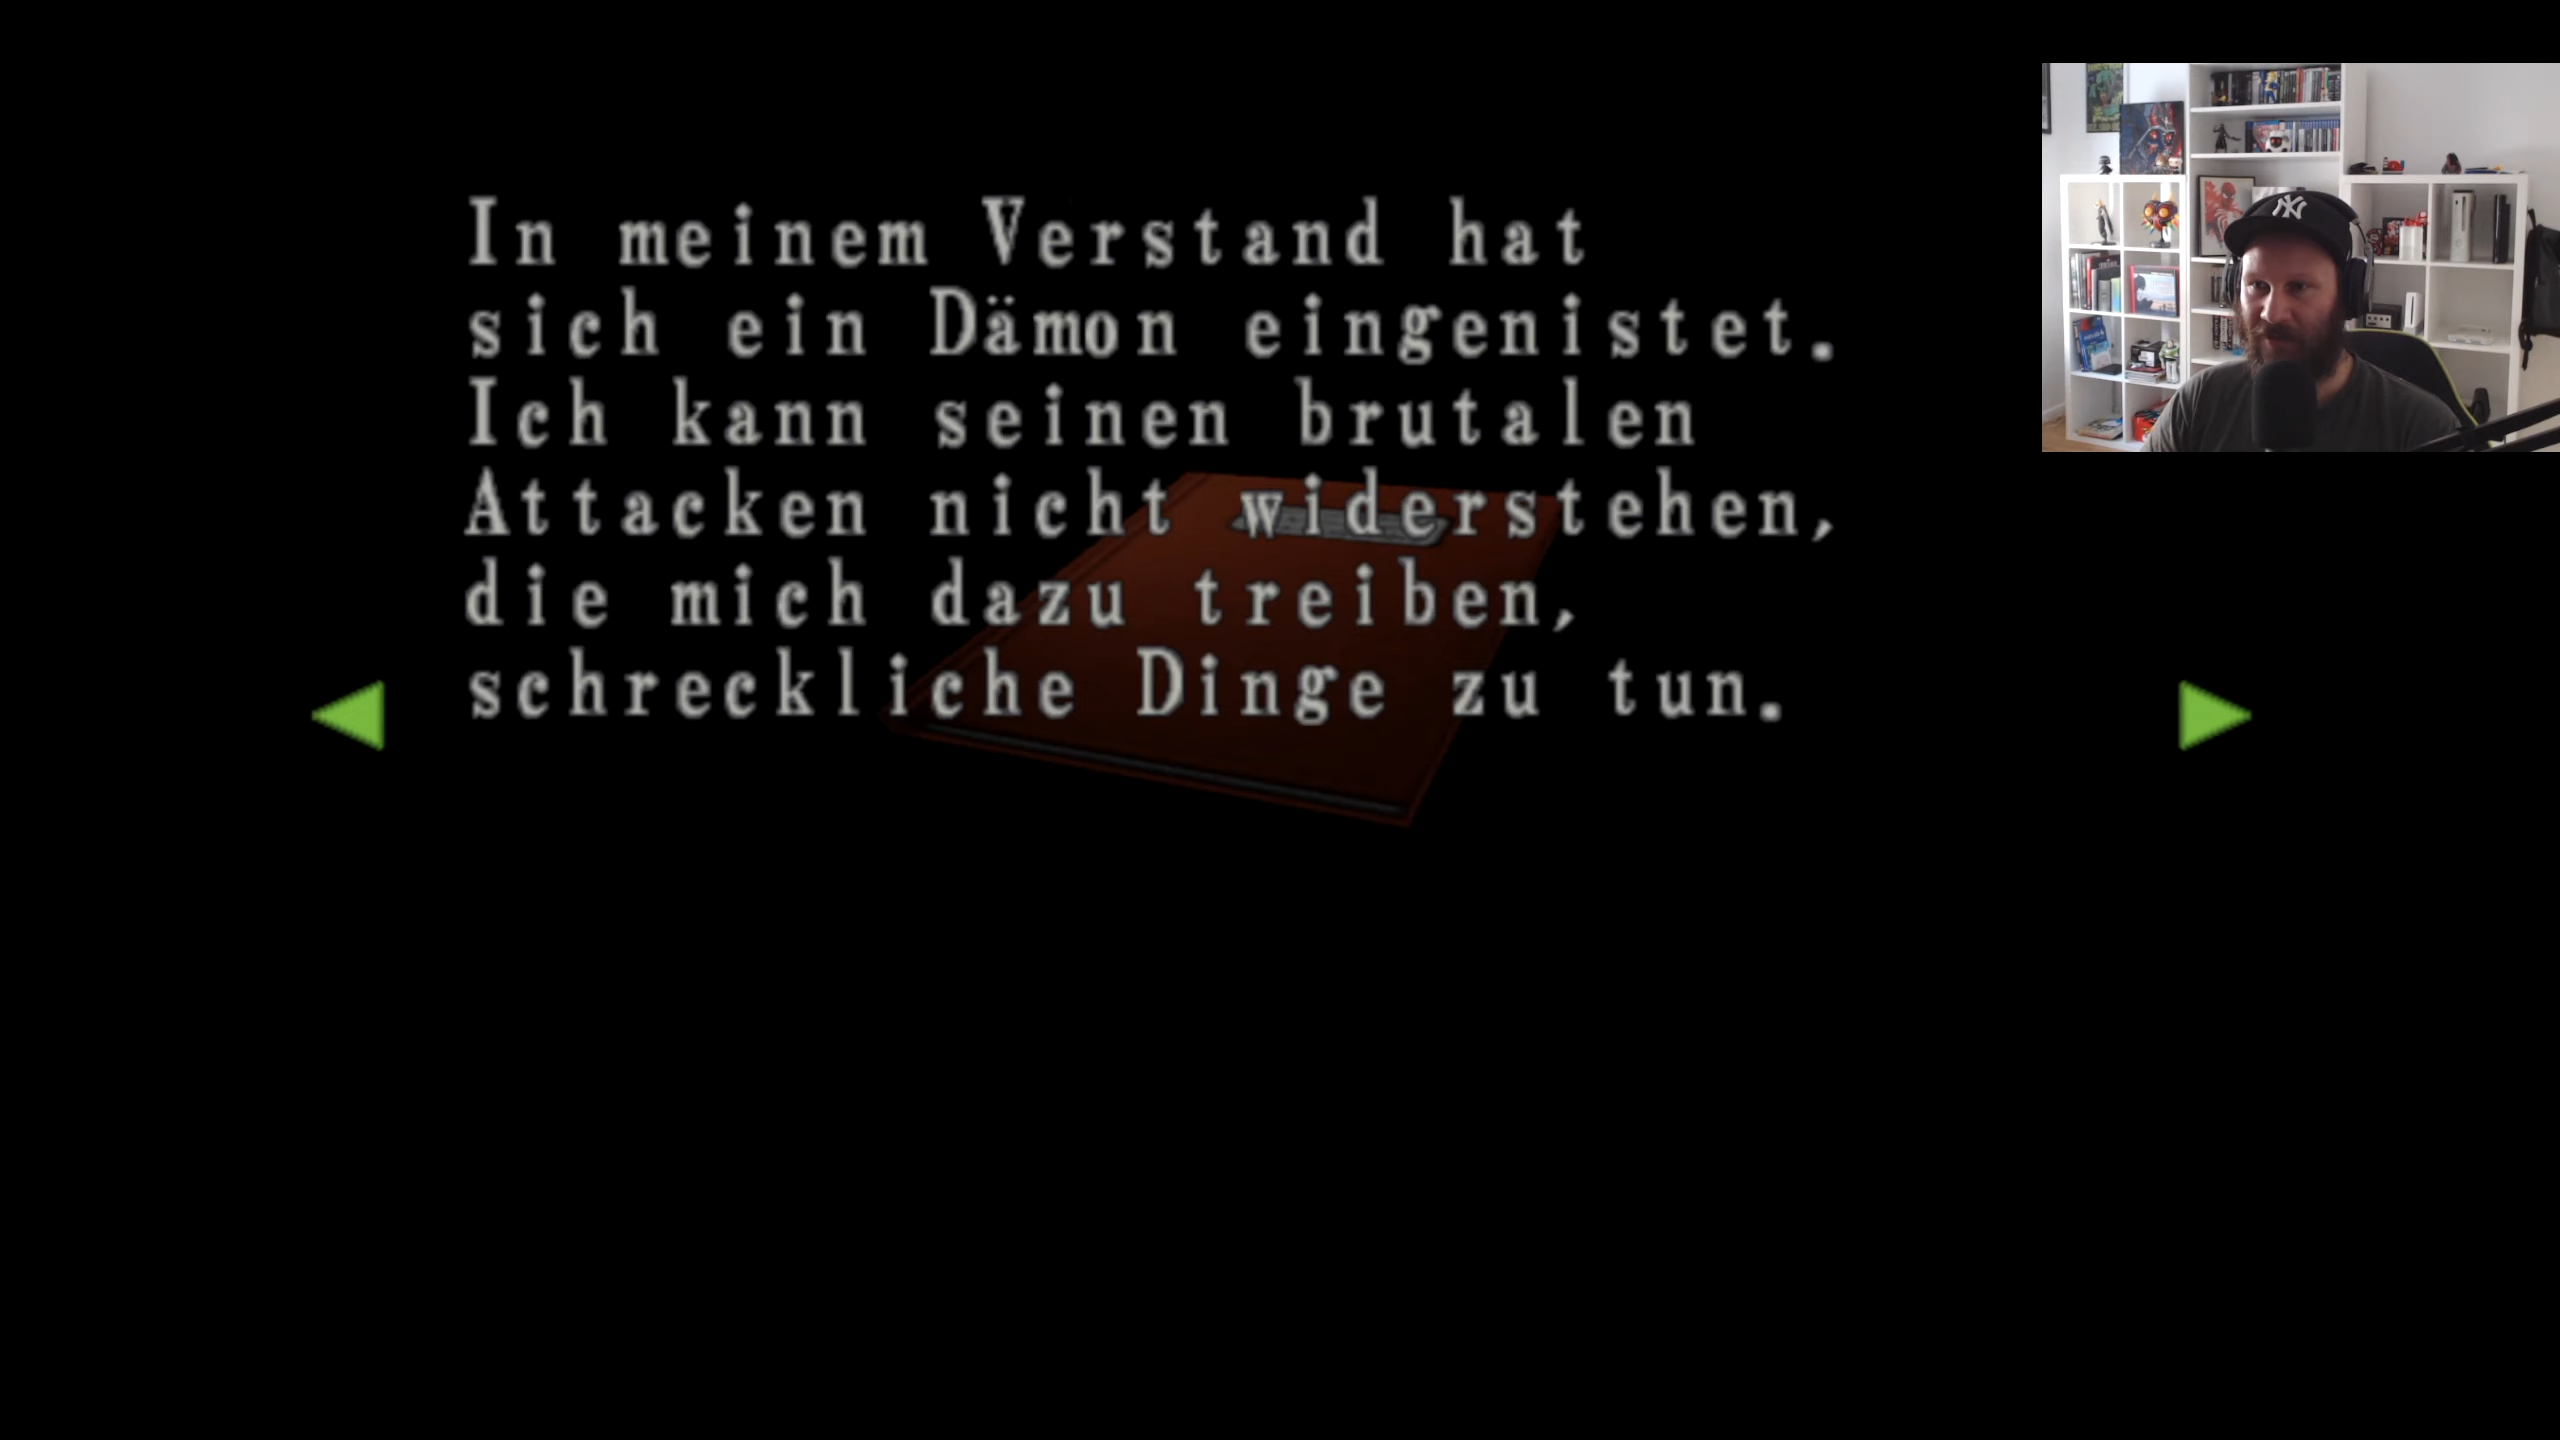 In meinem Verstand hat
sich ein Dämon eingenistet.
Ich kann seinen brutalen
Attacken nicht widerstehen,
die mich dazu treiben,
schreckliche Dinge zu tun.
NY